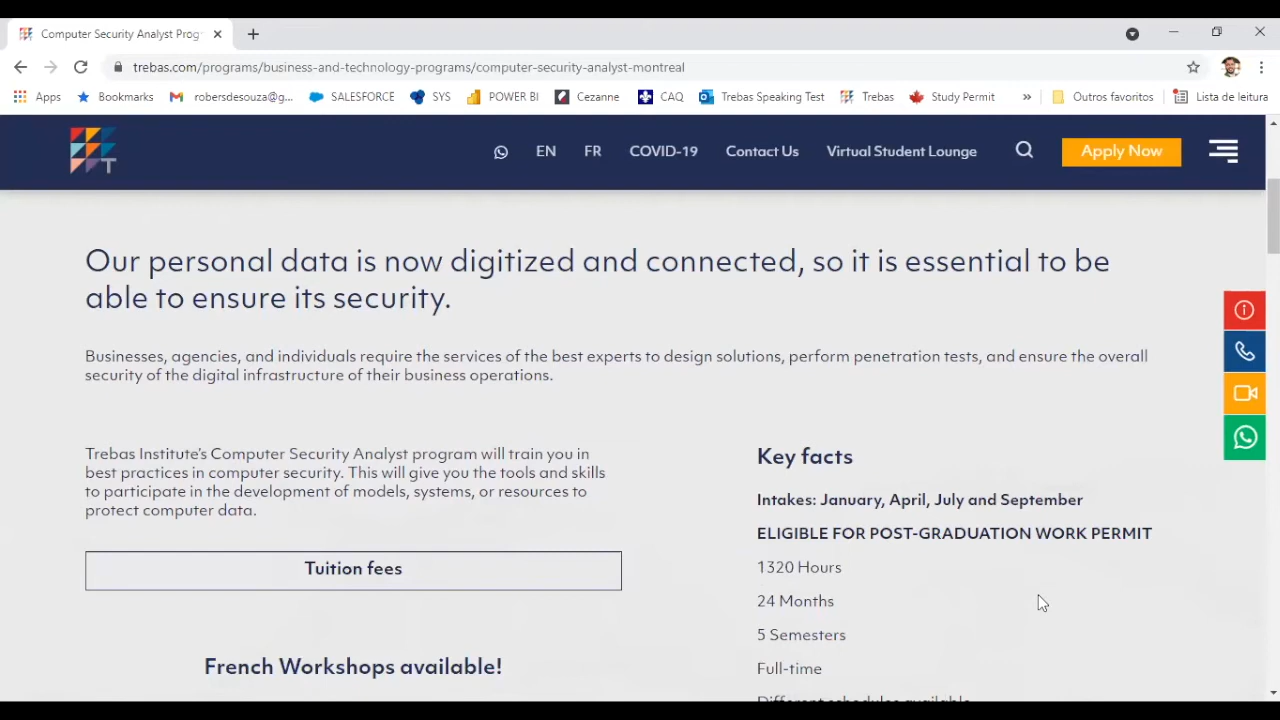 Computer Security Analyst Prog
trebas.com/programs/business-and-technology-programs/computer-security-analyst-montreal
Apps Bookmarks robersdesouza@g... SALESFORCE SYS POWER BI Cezanne CAQ Trebas Speaking Test Trebas Study Permit » Outros favoritos Lista de leitura
T EN FR COVID-19 Contact Us Virtual Student Lounge Apply Now
Our personal data is now digitized and connected, so it is essential to be
able to ensure its security.
Businesses, agencies, and individuals require the services of the best experts to design solutions, perform penetration tests, and ensure the overall
security of the digital infrastructure of their business operations.
Trebas Institute's Computer Security Analyst program will train you in
best practices in computer security. This will give you the tools and skills
to participate in the development of models, systems, or resources to
protect computer data.
Tuition fees
French Workshops available!
Key facts
Intakes: January, April, July and September
ELIGIBLE FOR POST-GRADUATION WORK PERMIT
1320 Hours
24 Months
5 Semesters
Full-time
Different schedules available